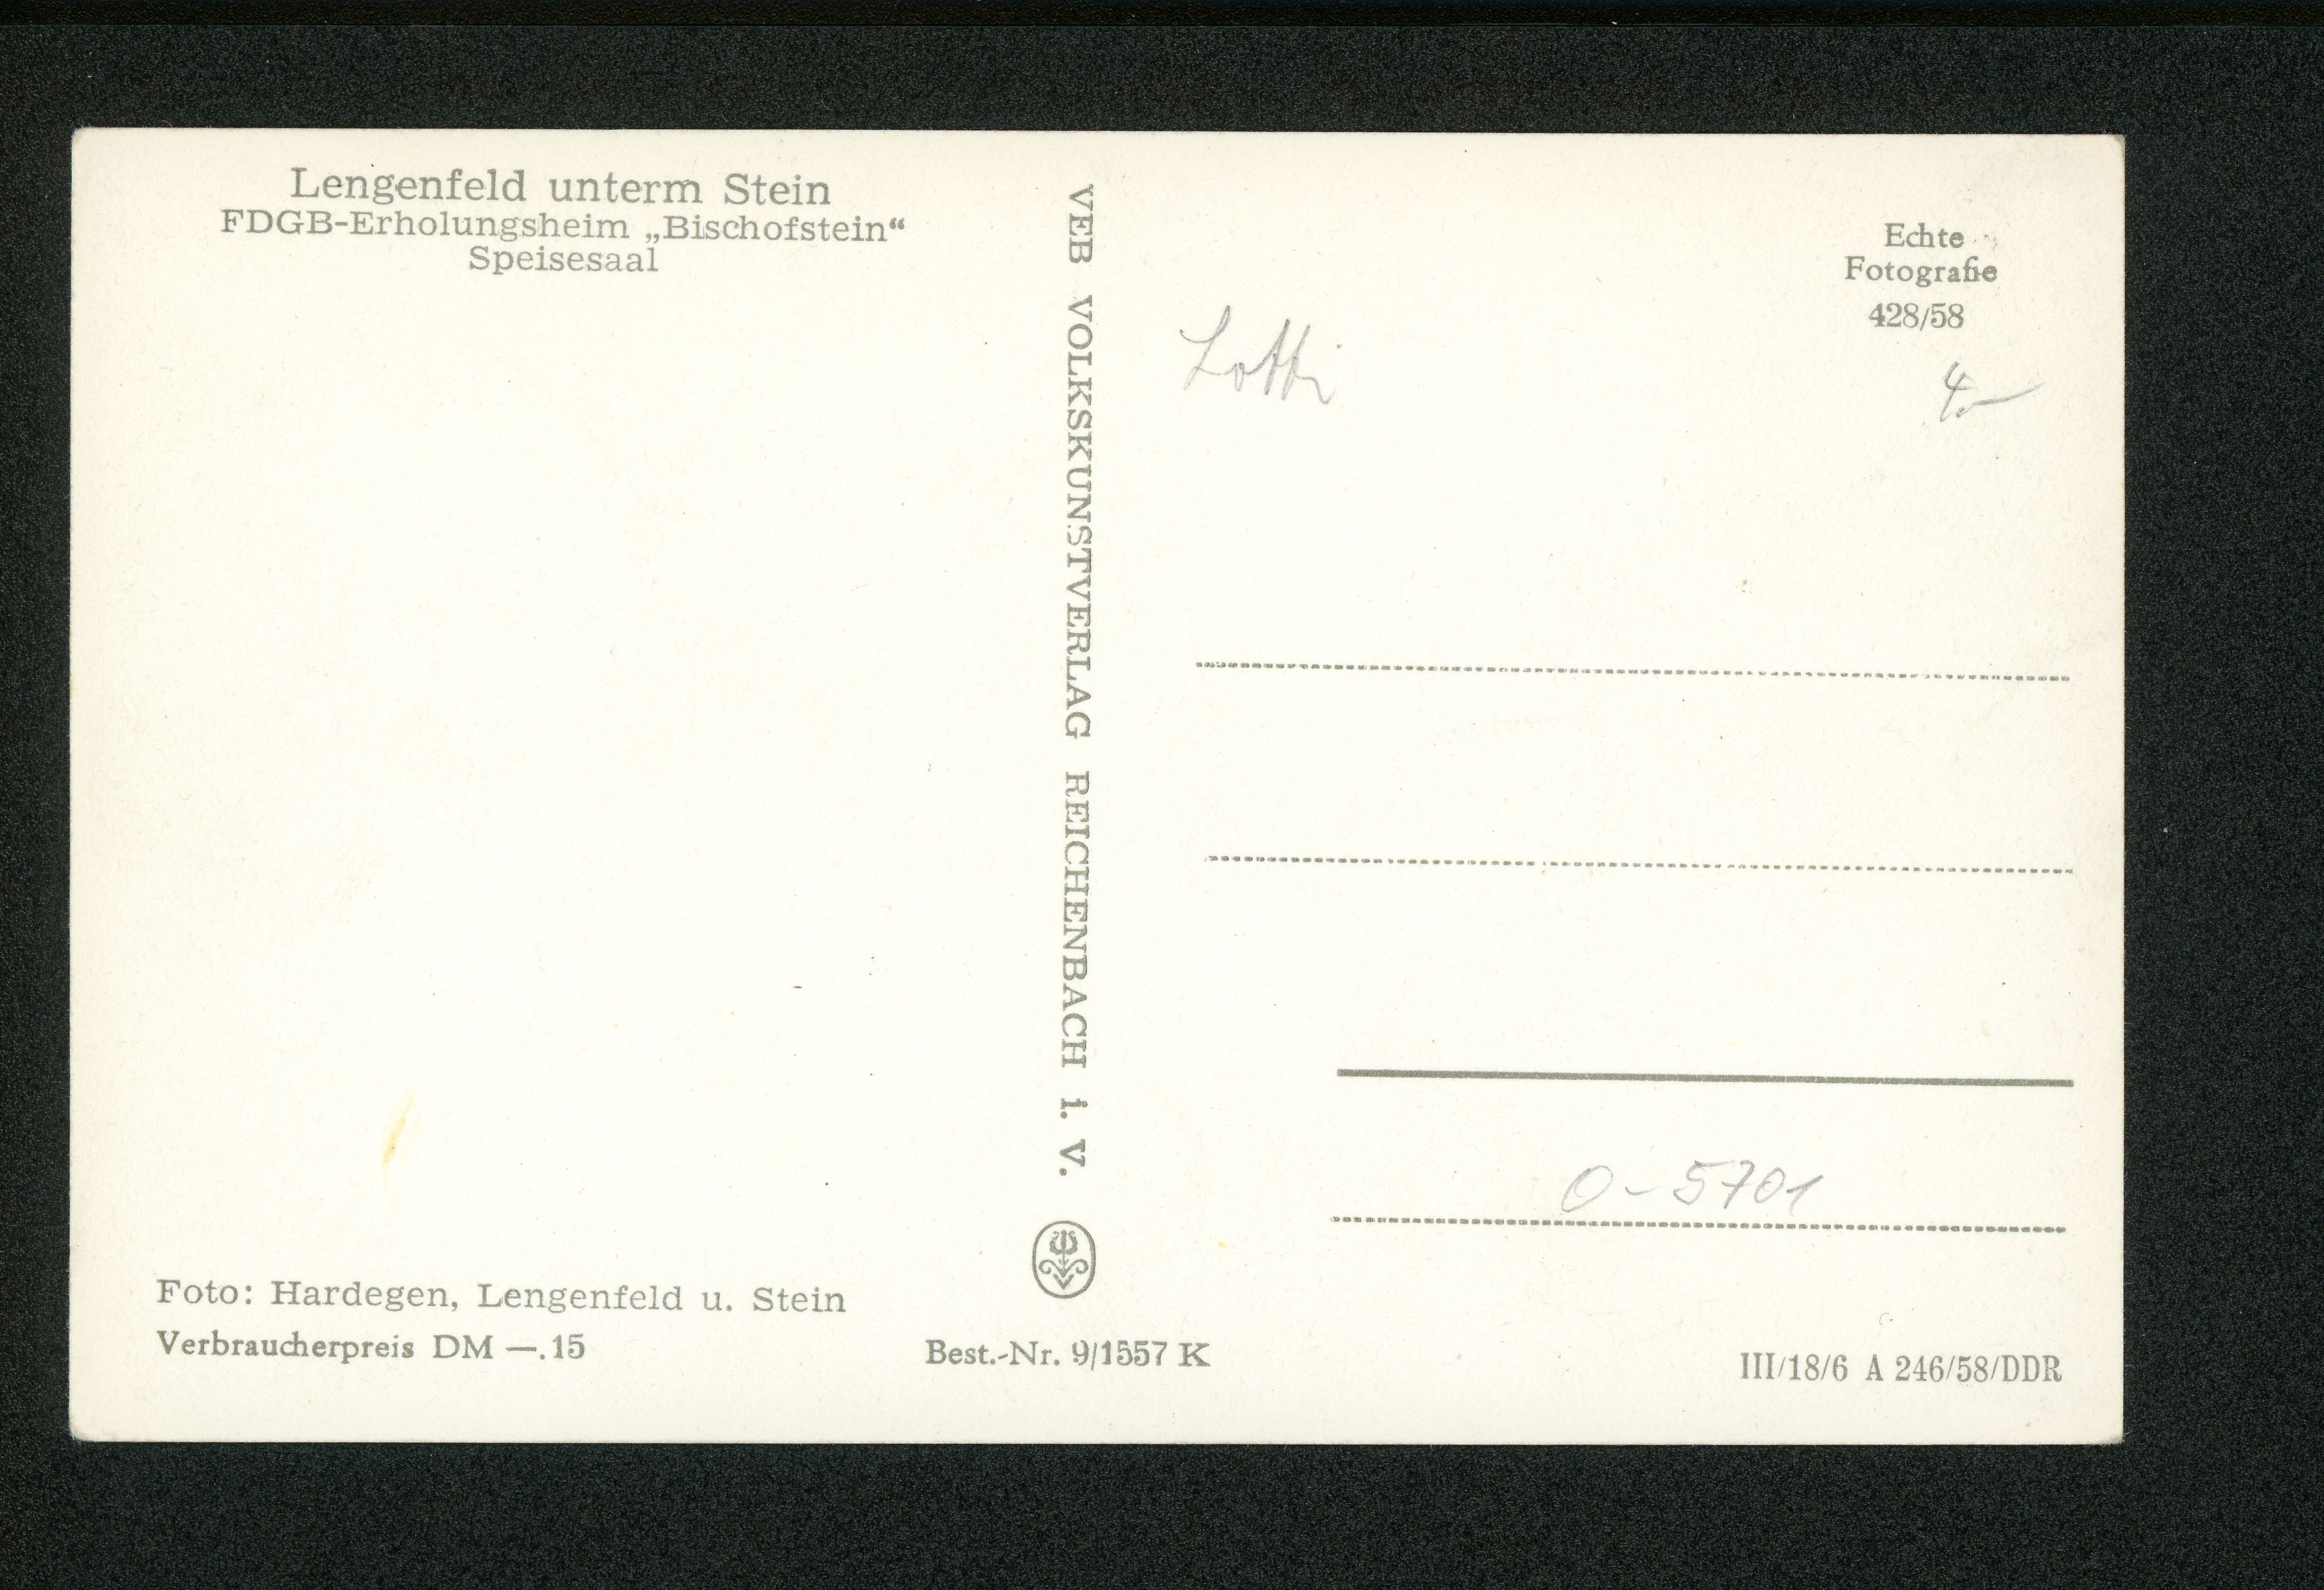 Lengenfeld unterm Stein
FDGB-Erholungsheim „Bischofstein“
Speisesaal
Foto: Hardegen, Lengenfeld u. Stein
Verbraucherpreis DM —.15
VEB VOLKSKUNSTVERLAG REICHENBACH i. V.
Best.-Nr. 9/1557 K
Echte
Fotografie
428/58
Lotti
4.-
O-5701
III/18/6 A 246/58/DDR